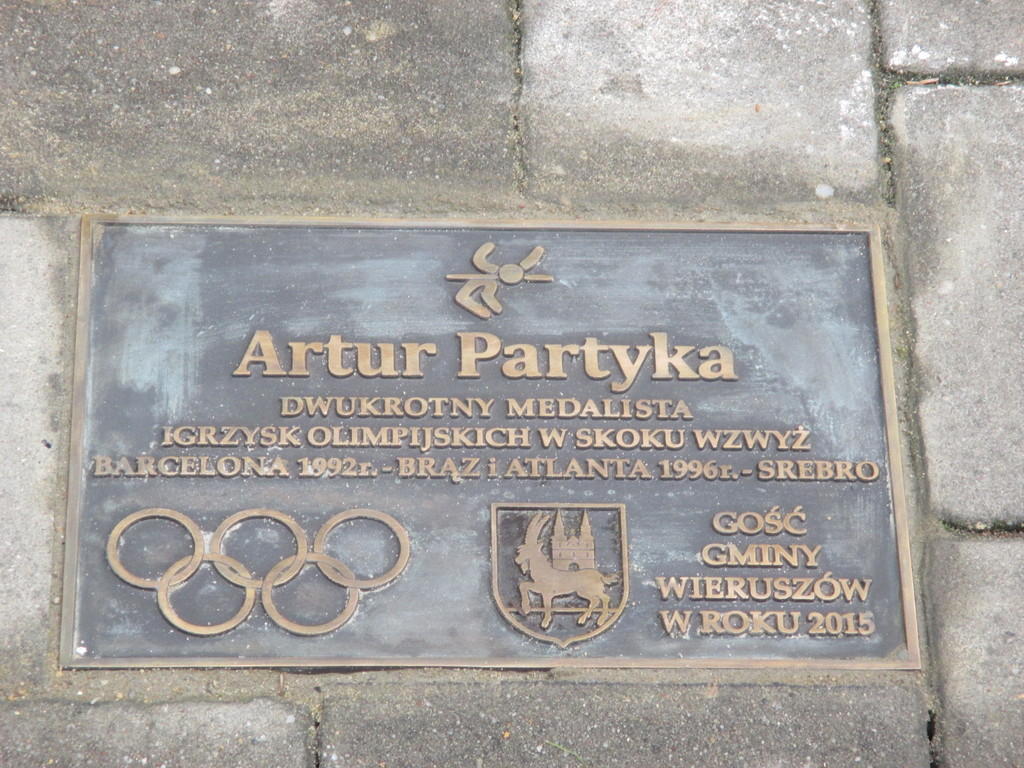 Artur Partyka
DWUKROTNY MEDALISTA
IGRZYSK OLIMPIJSKICH W SKOKU WZWYŻ
BARCELONA 1992r. - BRĄZ i ATLANTA 1996r. - SREBRO
GOŚĆ
GMINY
WIERUSZÓW
W ROKU 2015